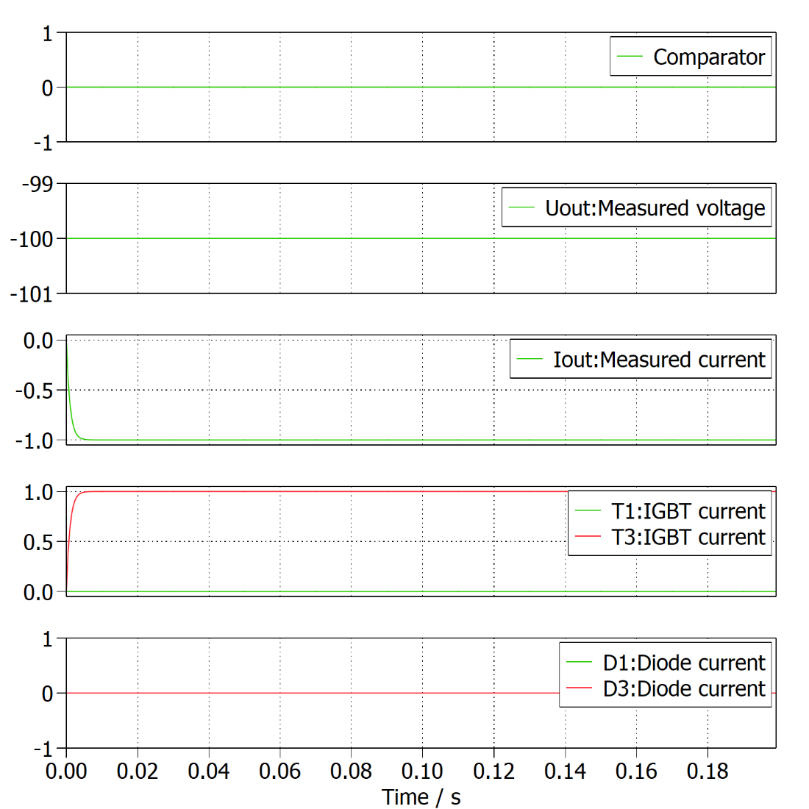 1
0
-1
Comparator
-99
-100
-101
Uout:Measured voltage
0.0
-0.5
-1.0
Iout:Measured current
1.0
0.5
0.0
T1:IGBT current
T3:IGBT current
1
0
-1
D1:Diode current
D3:Diode current
0.00 0.02 0.04 0.06 0.08 0.10 0.12 0.14 0.16 0.18
Time / s